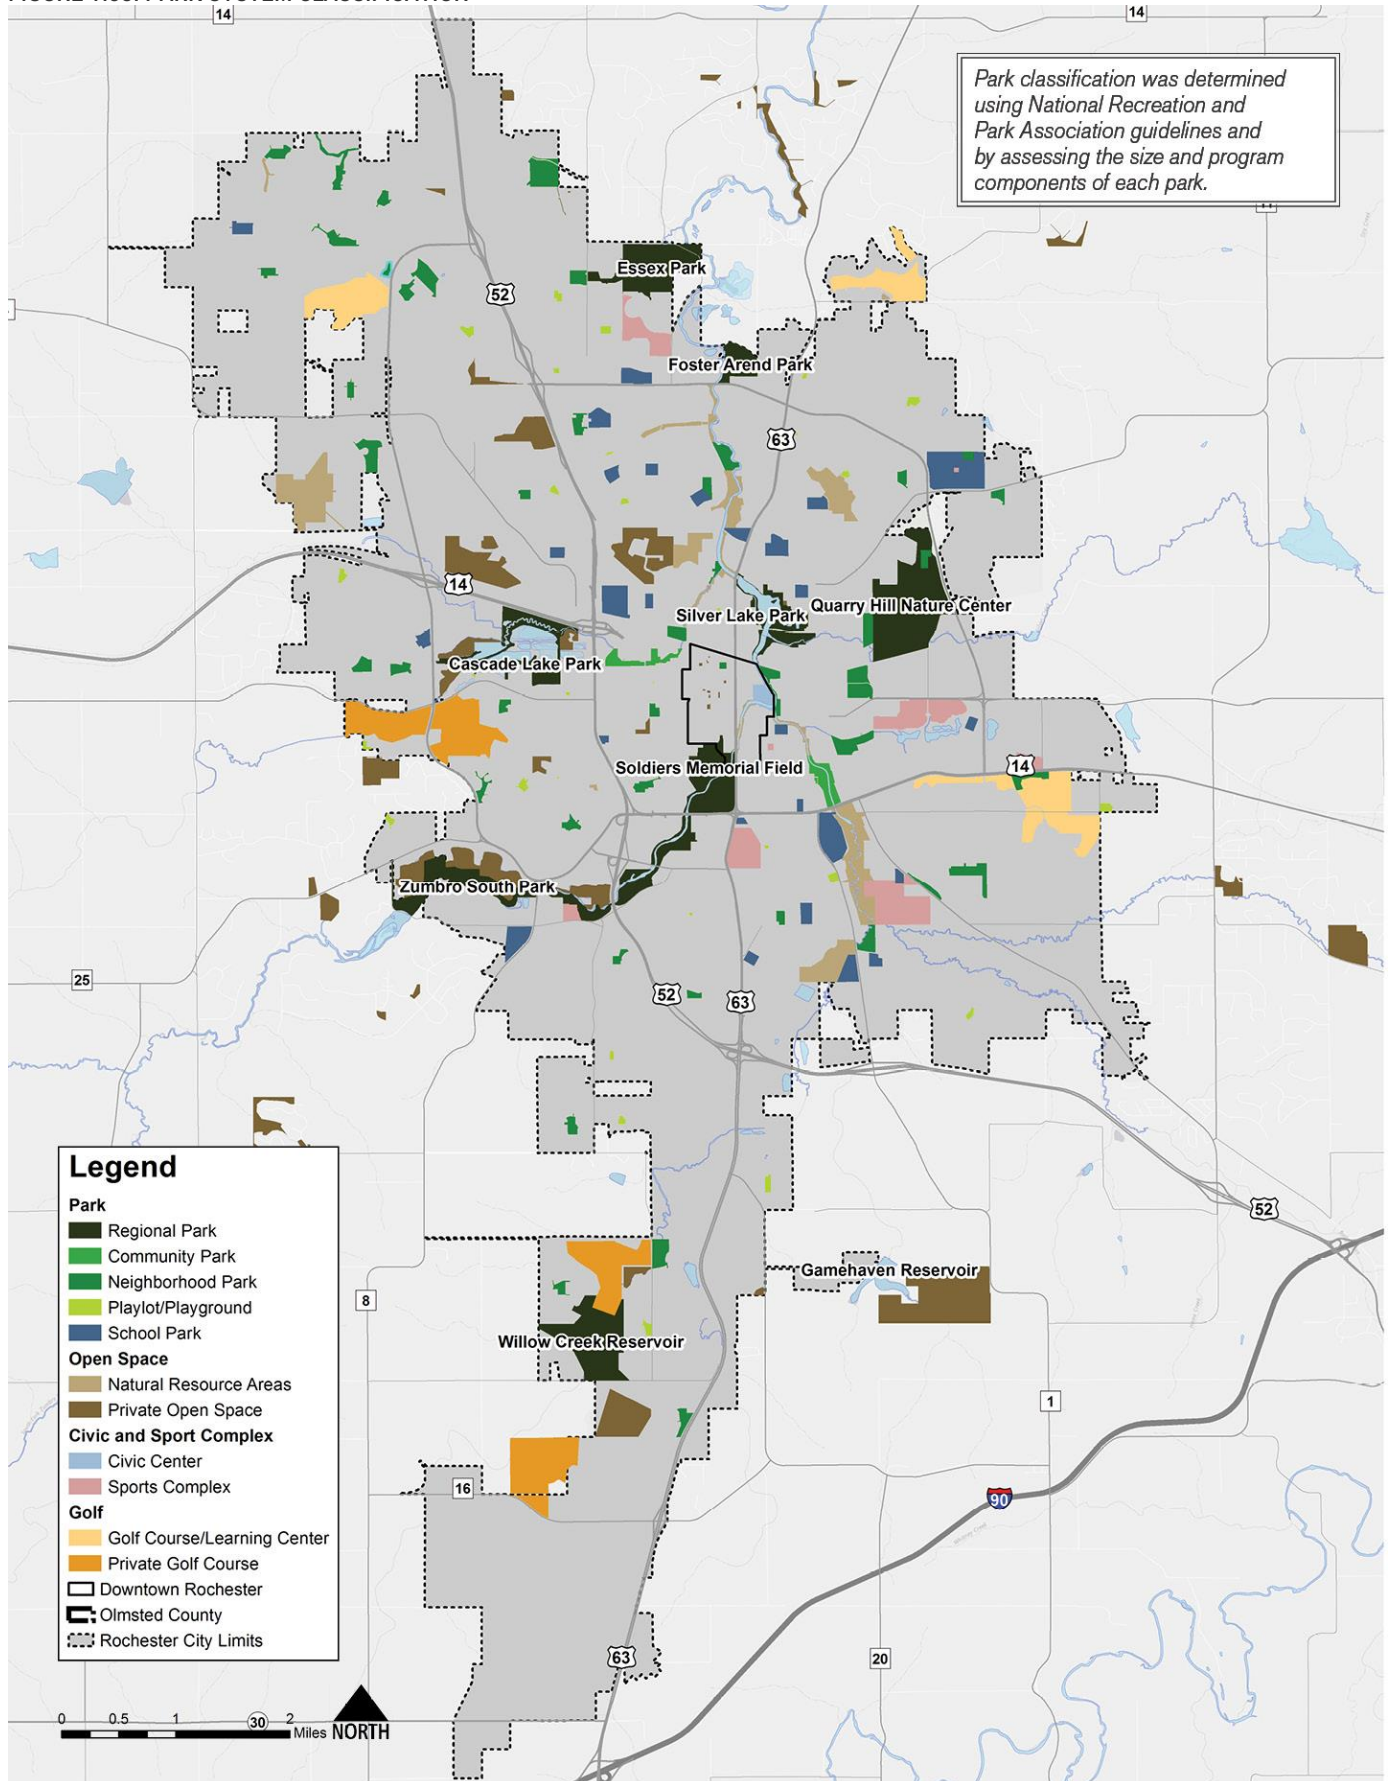 14
14
Park classification was determined
using National Recreation and
Park Association guidelines and
by assessing the size and program
components of each park.
Essex Park
52
Foster Arend Park
63
14
Quarry Hill Nature Center
Silver Lake Park
Cascade Lake Park
14
Soldiers Memorial Field
Zumbro South Park
25
52
63
52
Gamehaven Reservoir
8
Willow Creek Reservoir
1
16
90
63
20
Legend
Park
Regional Park
Community Park
Neighborhood Park
Playlot/Playground
School Park
Open Space
Natural Resource Areas
Private Open Space
Civic and Sport Complex
Civic Center
Sports Complex
Golf
Golf Course/Learning Center
Private Golf Course
Downtown Rochester
Olmsted County
Rochester City Limits
0 0.5 1 30 2
Miles NORTH